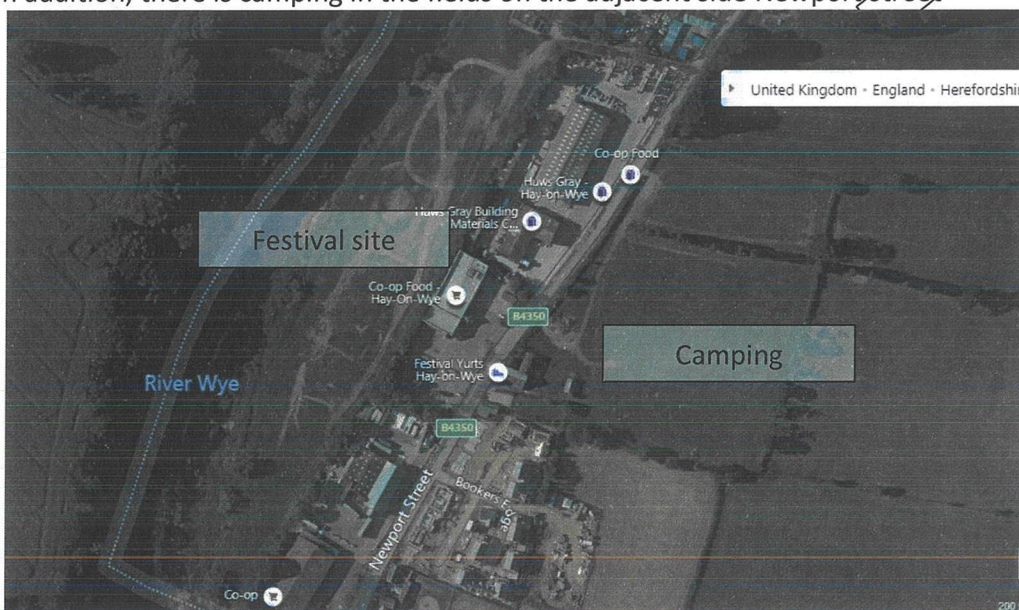 n addition, there is camping in the fields on the adjacent side Newport Street
United Kingdom • England • Herefordshir
Co-op Food
Huws Gray -
Hay-on-Wye
Huws Gray Building
Materials C...
Festival site
Co-op Food -
Hay-On-Wye
B4350
Camping
Festival Yurts
Hay-on-Wye
River Wye
B4350
Newport Street
Bookers Edge
Co-op
200